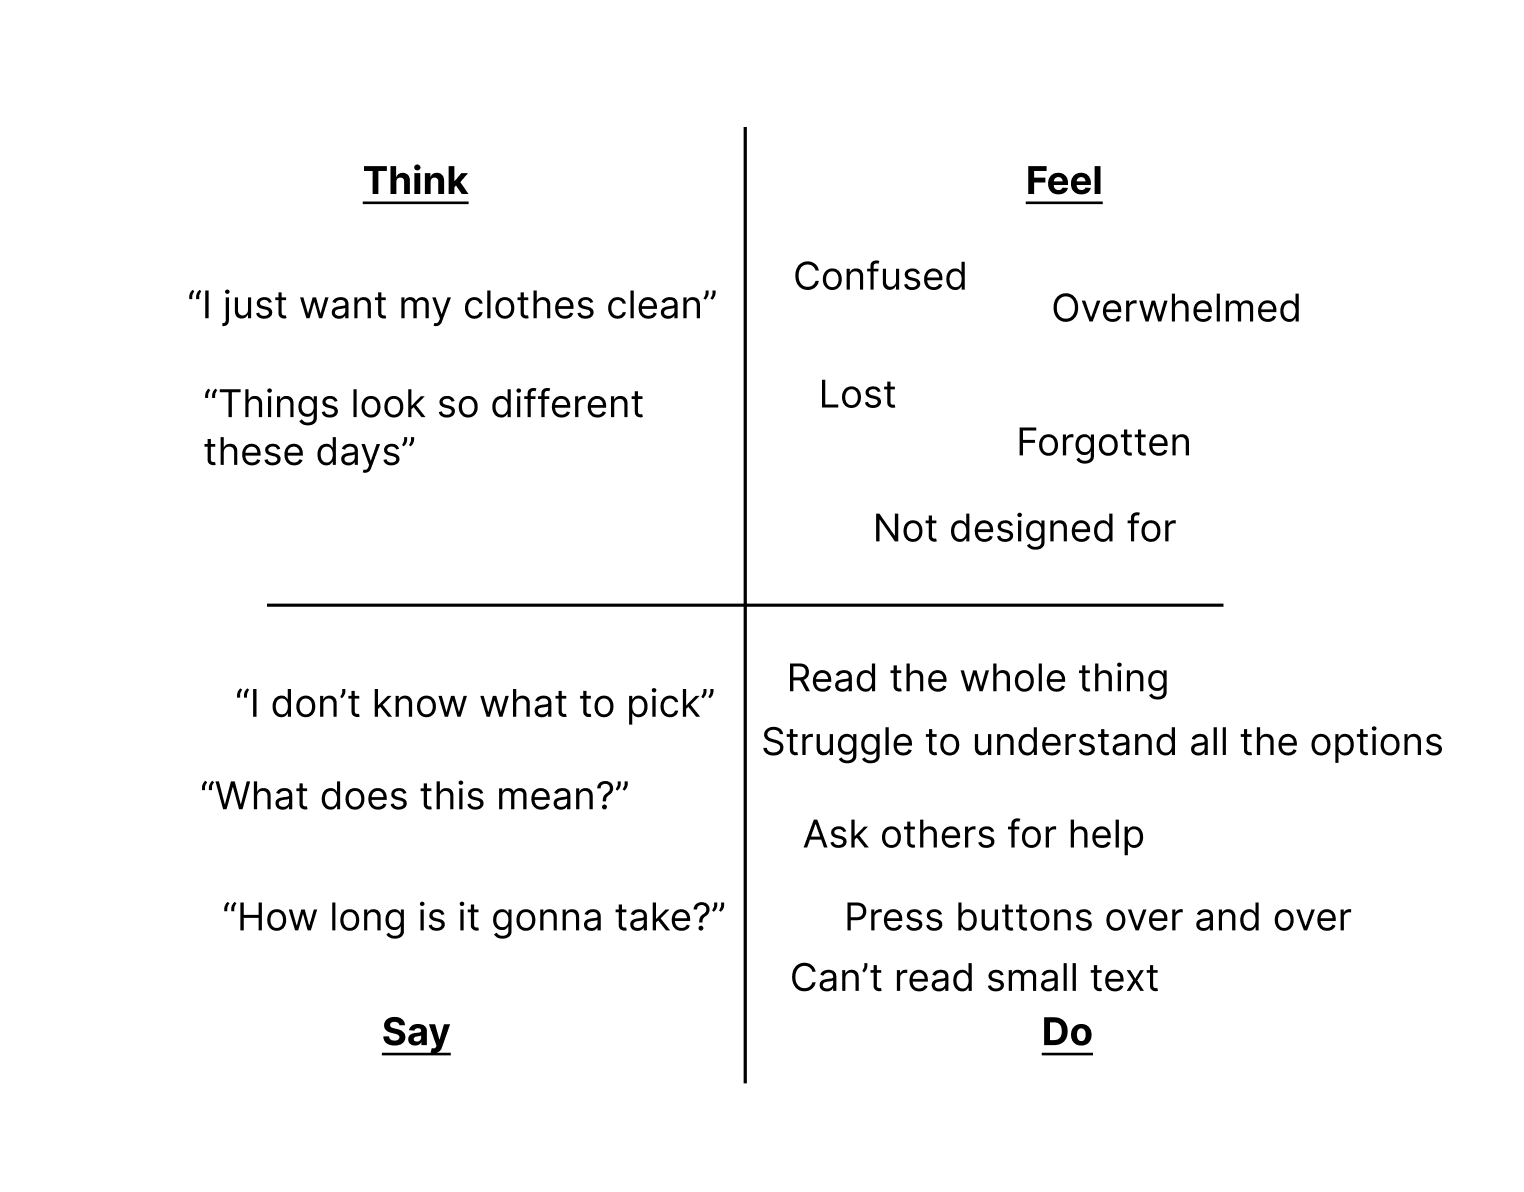 Think
“I just want my clothes clean”
“Things look so different
these days”
Feel
Confused
Overwhelmed
Lost
Forgotten
Not designed for
“I don’t know what to pick”
“What does this mean?”
“How long is it gonna take?”
Say
Read the whole thing
Struggle to understand all the options
Ask others for help
Press buttons over and over
Can’t read small text
Do